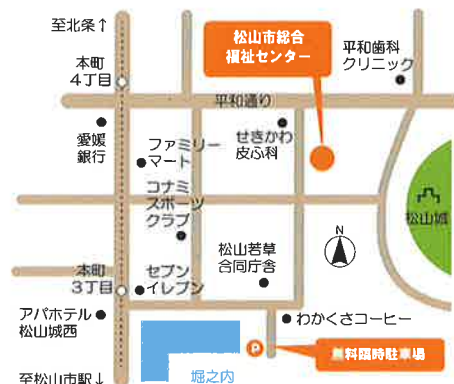 至北条↑
本町
4丁目
松山市総合
福祉センター
平和歯科
クリニック
平和通り
愛媛
銀行
ファミリー
マート
せきかわ
皮ふ科
コナミ
スポーツ
クラブ
松山城
N
松山若草
合同庁舎
本町
3丁目
セブン
イレブン
アパホテル
松山城西
わかくさコーヒー
P
無料臨時駐車場
堀之内
至松山市駅↓